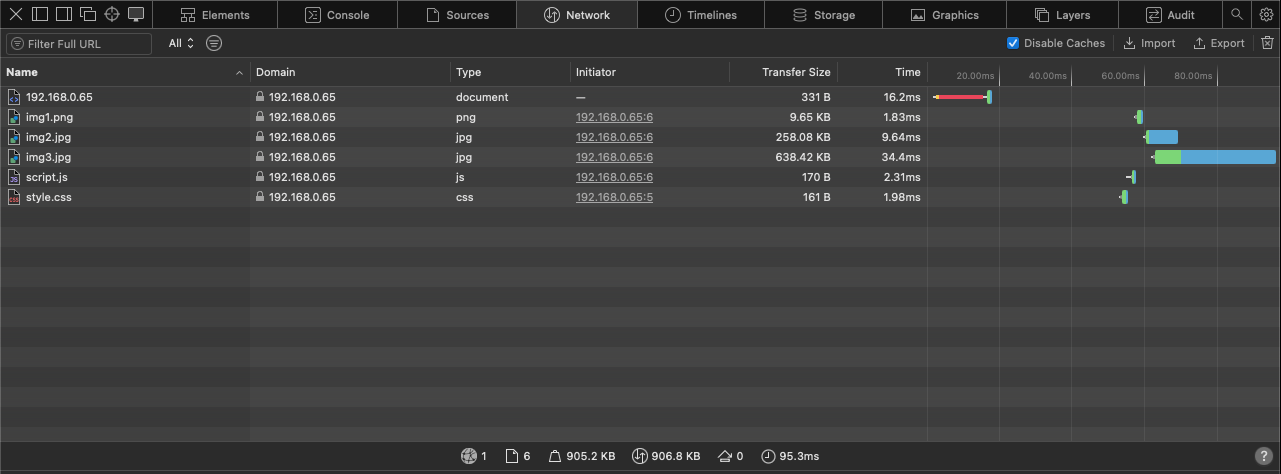 Elements Console Sources Network Timelines Storage Graphics Layers Audit
Filter Full URL All Disable Caches Import Export
Name Domain Type Initiator Transfer Size Time 20.00ms 40.00ms 60.00ms 80.00ms
192.168.0.65 192.168.0.65 document — 331 B 16.2ms
img1.png 192.168.0.65 png 192.168.0.65:6 9.65 KB 1.83ms
img2.jpg 192.168.0.65 jpg 192.168.0.65:6 258.08 KB 9.64ms
img3.jpg 192.168.0.65 jpg 192.168.0.65:6 638.42 KB 34.4ms
JS script.js 192.168.0.65 js 192.168.0.65:6 170 B 2.31ms
CSS style.css 192.168.0.65 css 192.168.0.65:5 161 B 1.98ms
1 6 905.2 KB 906.8 KB 0 95.3ms ?